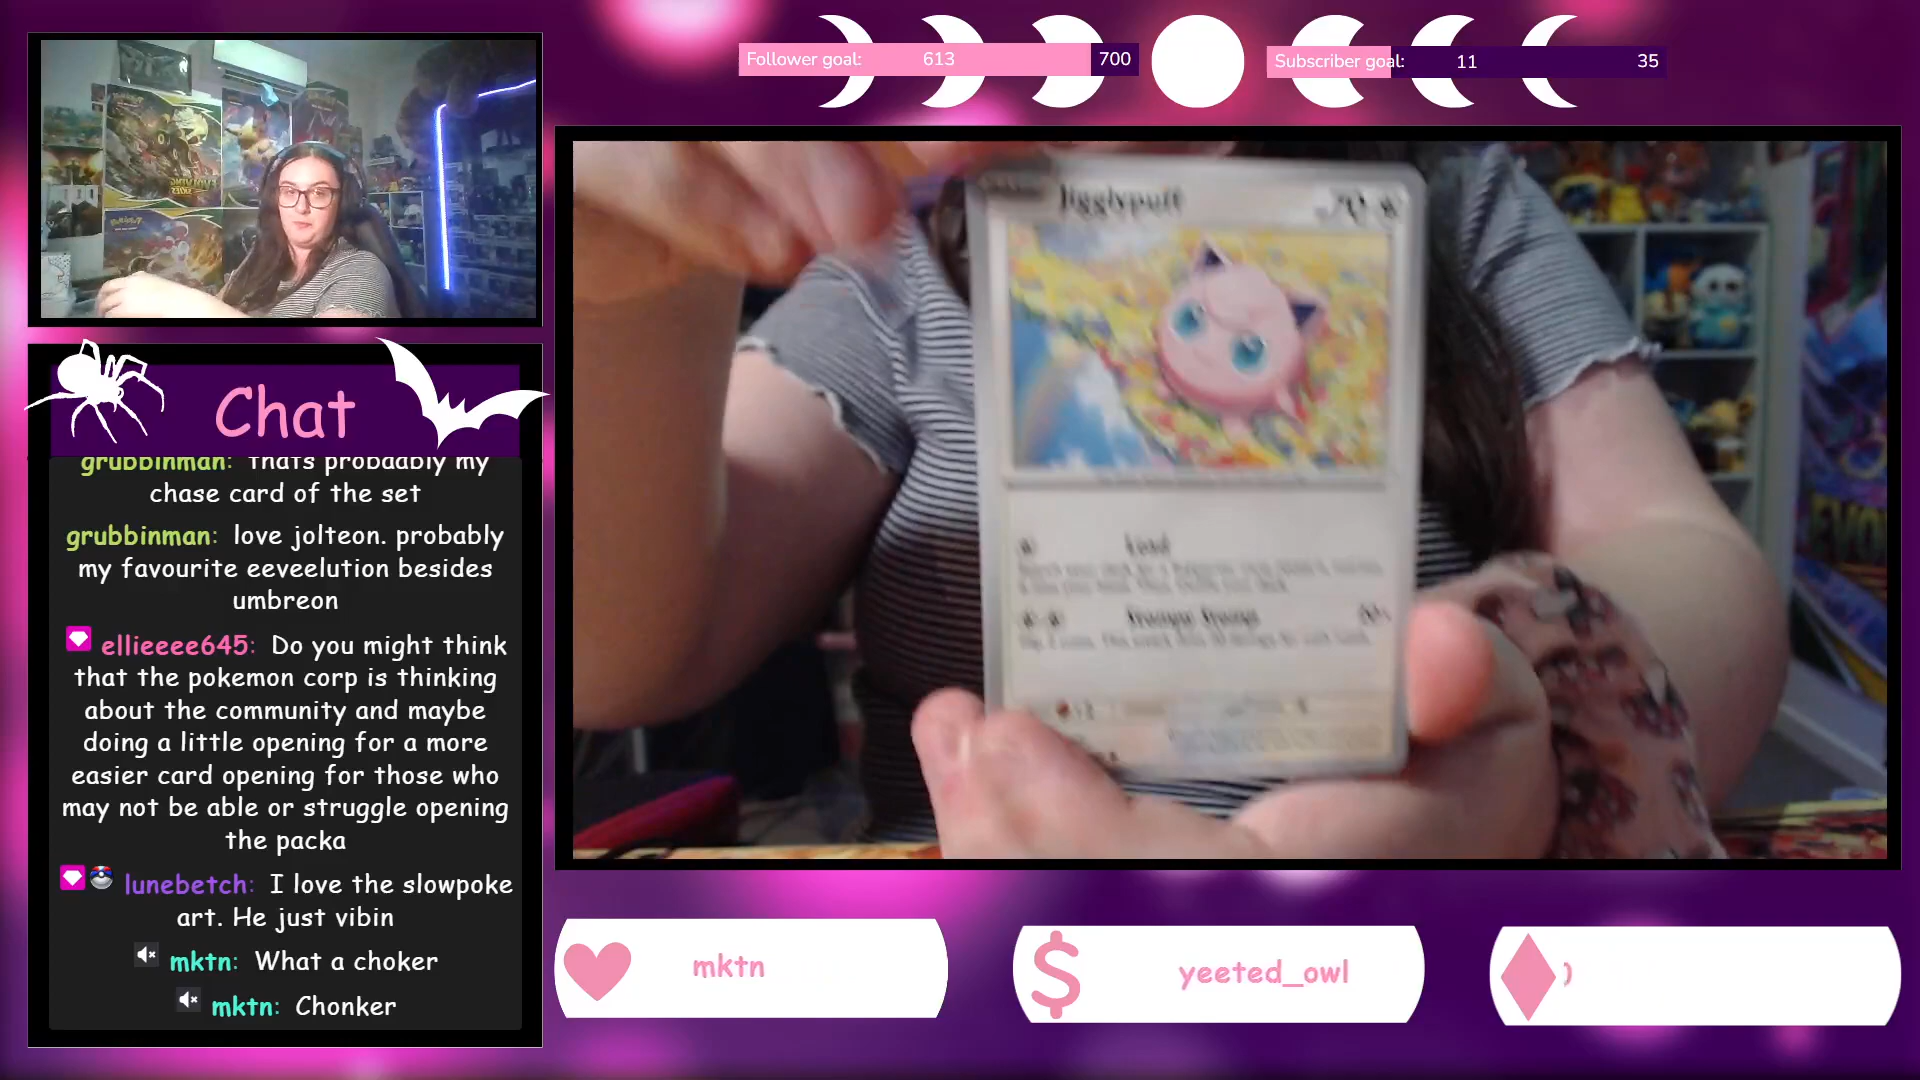 Follower goal: 613 700
Subscriber goal: 11 35
Chat
grubbinman: thats probadably my
chase card of the set
grubbinman: love jolteon. probably
my favourite eeveelution besides
umbreon
ellieeee645: Do you might think
that the pokemon corp is thinking
about the community and maybe
doing a little opening for a more
easier card opening for those who
may not be able or struggle opening
the packa
lunebetch: I love the slowpoke
art. He just vibin
mktn: What a choker
mktn: Chonker
Jigglypuff
70
Lead
mktn
yeeted_owl